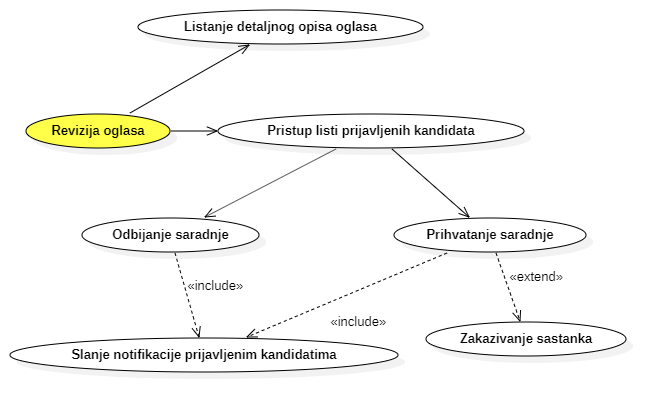 Listanje detaljnog opisa oglasa
Revizija oglasa
Pristup listi prijavljenih kandidata
Odbijanje saradnje
Prihvatanje saradnje
«include»
«extend»
«include»
Zakazivanje sastanka
Slanje notifikacije prijavljenim kandidatima